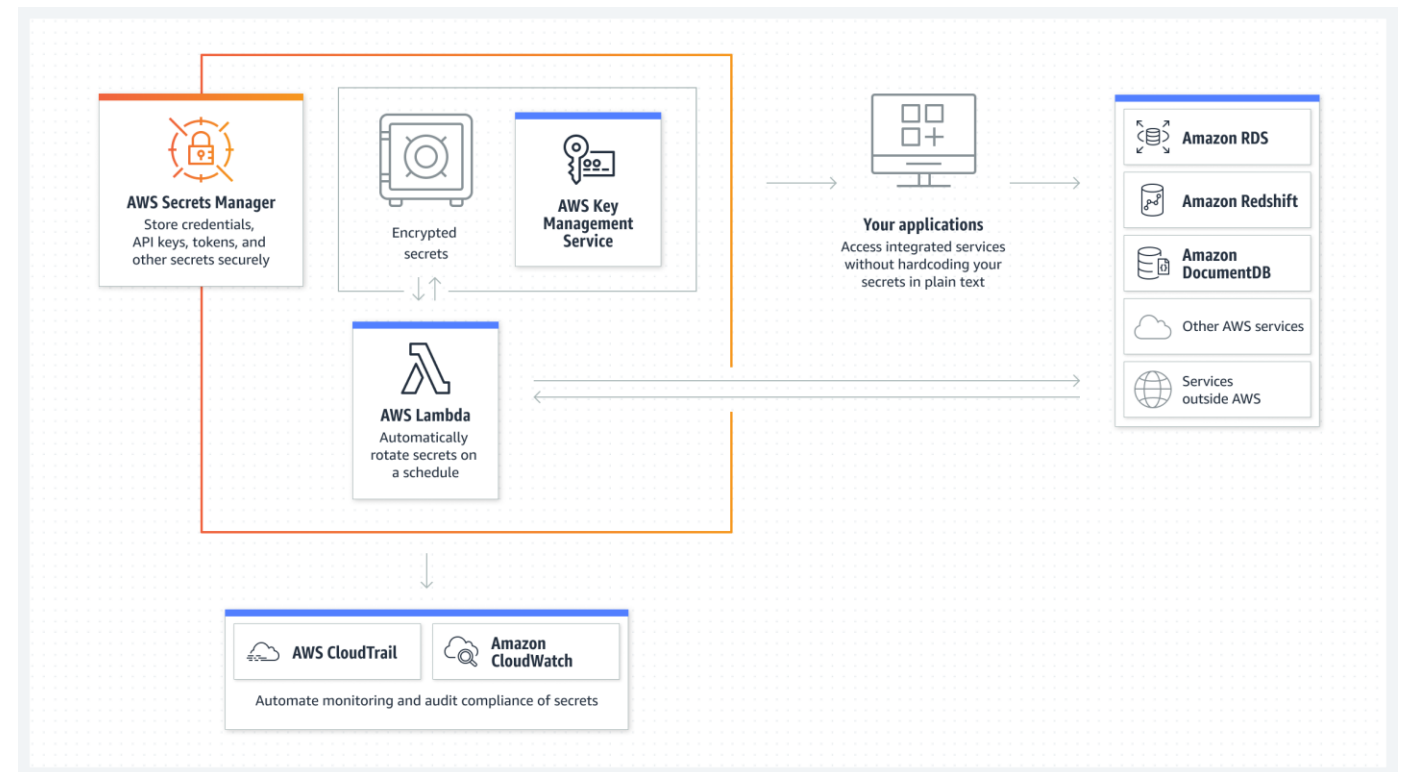 AWS Secrets Manager
Store credentials,
API keys, tokens, and
other secrets securely
Encrypted
secrets
AWS Key
Management
Service
AWS Lambda
Automatically
rotate secrets on
a schedule
Your applications
Access integrated services
without hardcoding your
secrets in plain text
Amazon RDS
Amazon Redshift
Amazon
DocumentDB
Other AWS services
Services
outside AWS
AWS CloudTrail
Amazon
CloudWatch
Automate monitoring and audit compliance of secrets